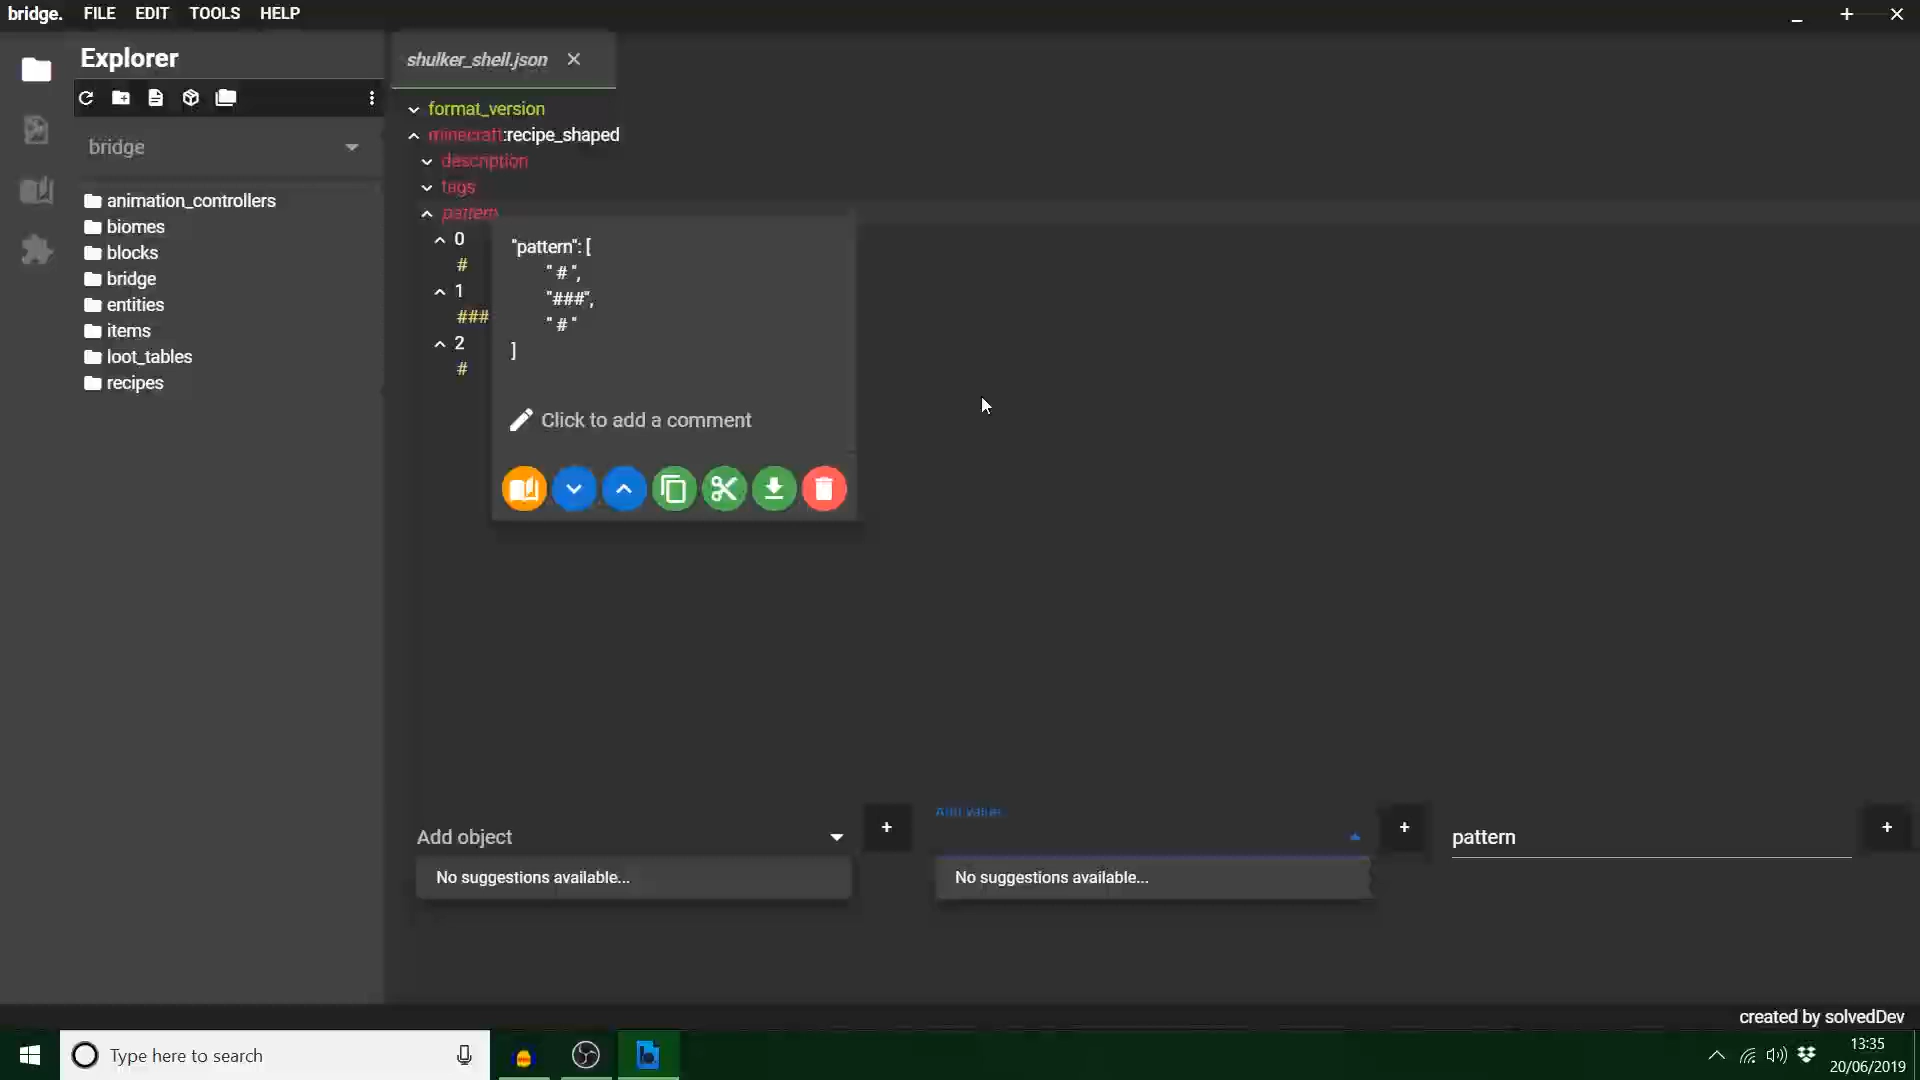 bridge. FILE EDIT TOOLS HELP
Explorer
bridge
animation_controllers
biomes
blocks
bridge
entities
items
loot_tables
recipes
shulker_shell.json
format_version
minecraft:recipe_shaped
description
tags
pattern
0
#
1
###
2
#
"pattern": [
" # ",
"###",
" # "
]
Click to add a comment
Add object
No suggestions available...
Add value
No suggestions available...
pattern
created by solvedDev
Type here to search
13:35
20/06/2019